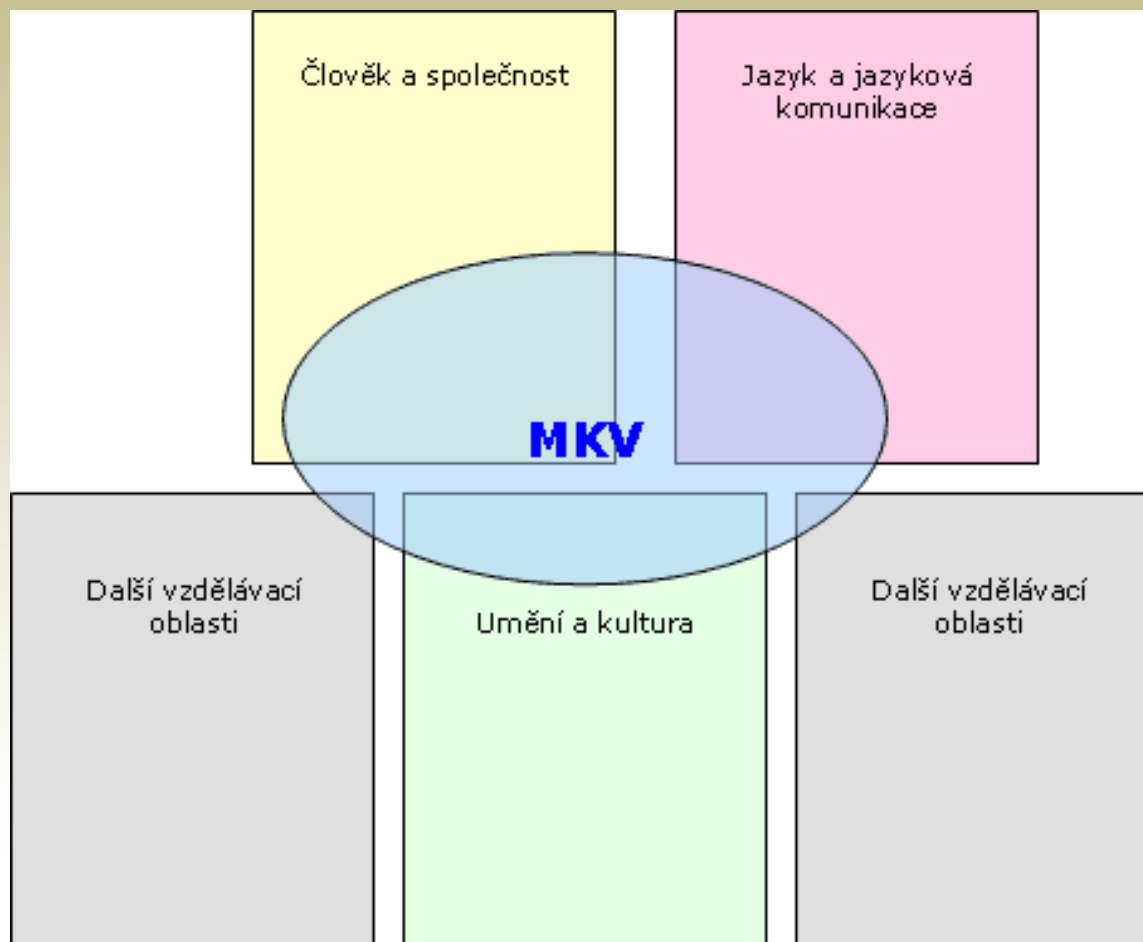 Člověk a společnost
Jazyk a jazyková
komunikace
MKV
Další vzdělávací
oblasti
Umění a kultura
Další vzdělávací
oblasti